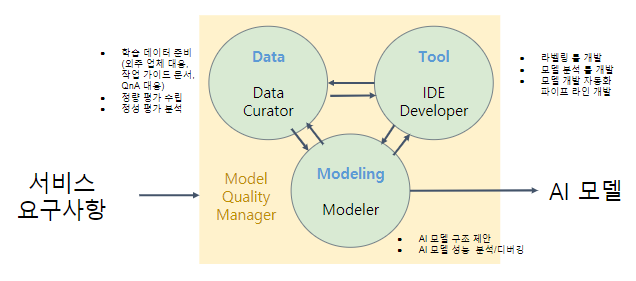 • 학습 데이터 준비
(외주 업체 대응,
작업 가이드 문서,
QnA 대응)
• 정량 평가 수립
• 정성 평가 분석
Data
Data
Curator
Tool
IDE
Developer
• 라벨링 툴 개발
• 모델 분석 툴 개발
• 모델 개발 자동화
파이프 라인 개발
서비스
요구사항
Model
Quality
Manager
Modeling
Modeler
AI 모델
• AI 모델 구조 제안
• AI 모델 성능 분석/디버깅